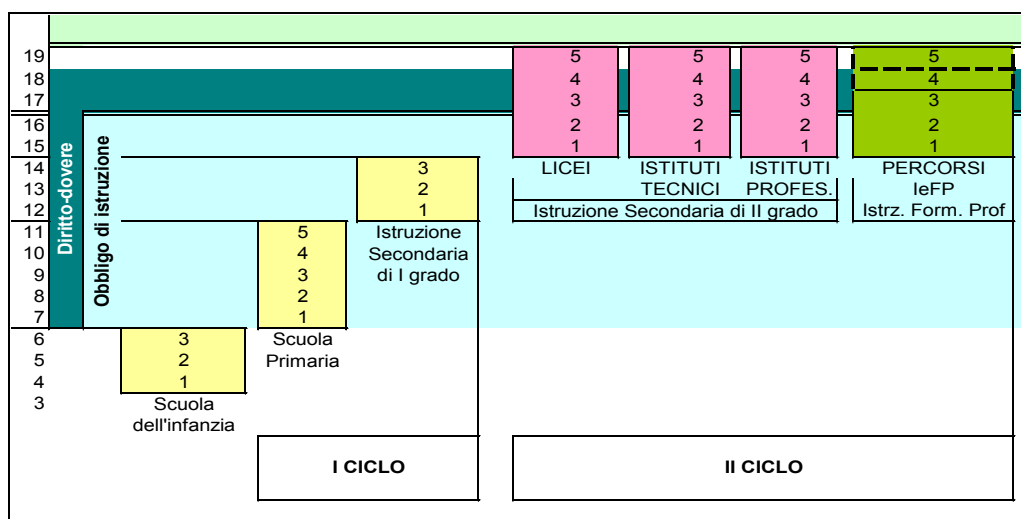 19
18
17
16
15
14
13
12
11
10
9
8
7
6
5
4
3
Diritto-dovere
Obbligo di istruzione
3
2
1
Scuola
dell'infanzia
5
4
3
2
1
Scuola
Primaria
3
2
1
Istruzione
Secondaria
di I grado
5
4
3
2
1
LICEI
5
4
3
2
1
ISTITUTI
TECNICI
5
4
3
2
1
ISTITUTI
PROFES.
Istruzione Secondaria di II grado
5
4
3
2
1
PERCORSI
IeFP
Istrz. Form. Prof
I CICLO
II CICLO